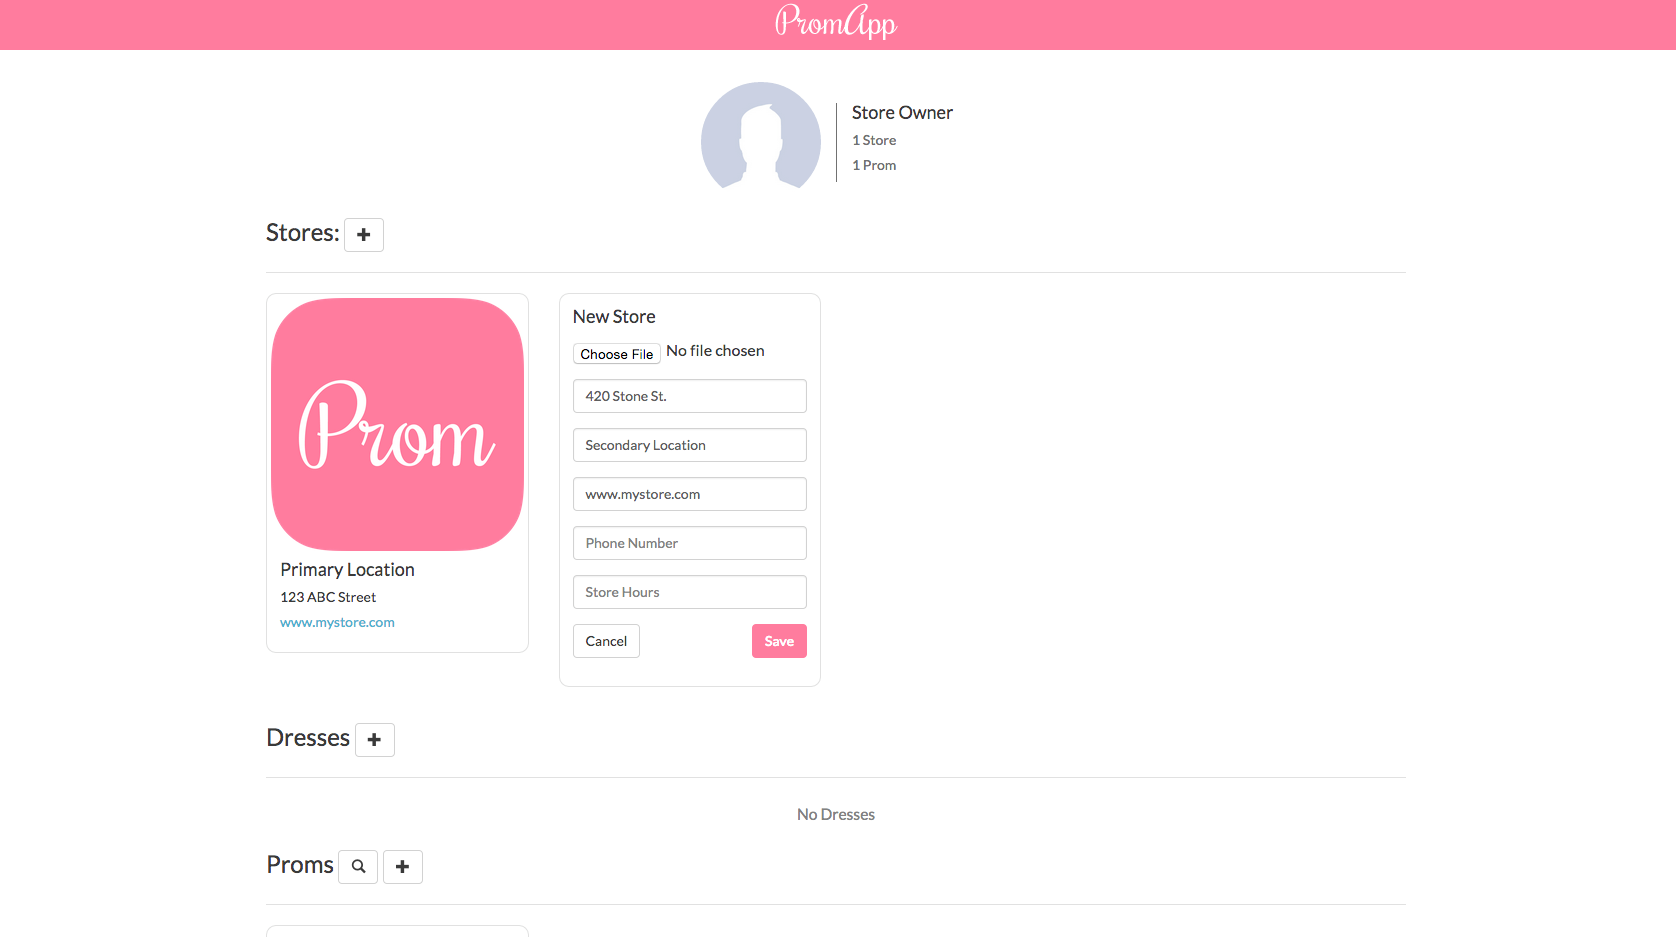 PromApp
Store Owner
1 Store
1 Prom
Stores:
Prom
Primary Location
123 ABC Street
www.mystore.com
New Store
Choose File No file chosen
420 Stone St.
Secondary Location
www.mystore.com
Phone Number
Store Hours
Cancel Save
Dresses
No Dresses
Proms